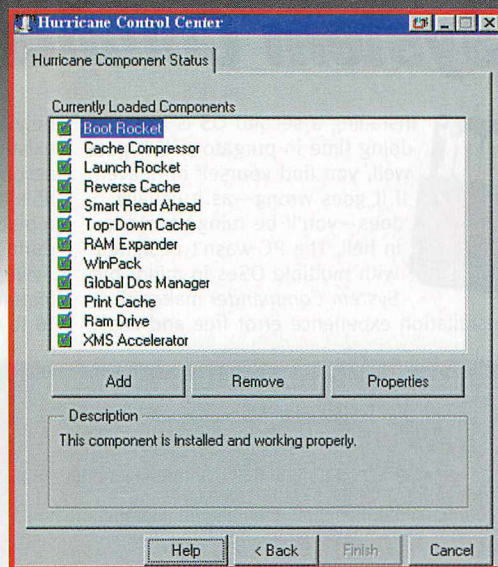 Hurricane Control Center
Hurricane Component Status
Currently Loaded Components
Boot Rocket
Cache Compressor
Launch Rocket
Reverse Cache
Smart Read Ahead
Top-Down Cache
RAM Expander
WinPack
Global Dos Manager
Print Cache
Ram Drive
XMS Accelerator
Add Remove Properties
Description
This component is installed and working properly.
Help < Back Finish Cancel